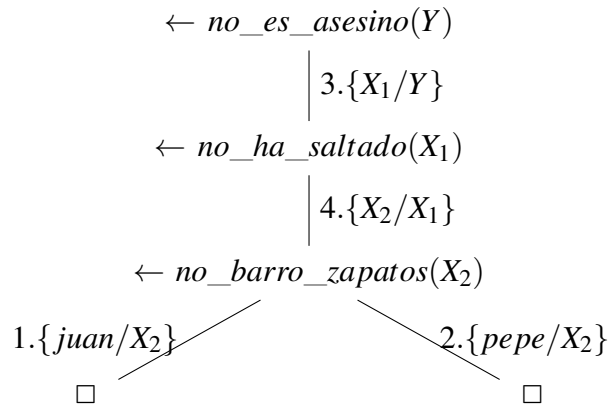 ← no_es_asesino(Y)
3.{X₁/Y}
← no_ha_saltado(X₁)
4.{X₂/X₁}
← no_barro_zapatos(X₂)
1.{juan/X₂} 2.{pepe/X₂}
□ □